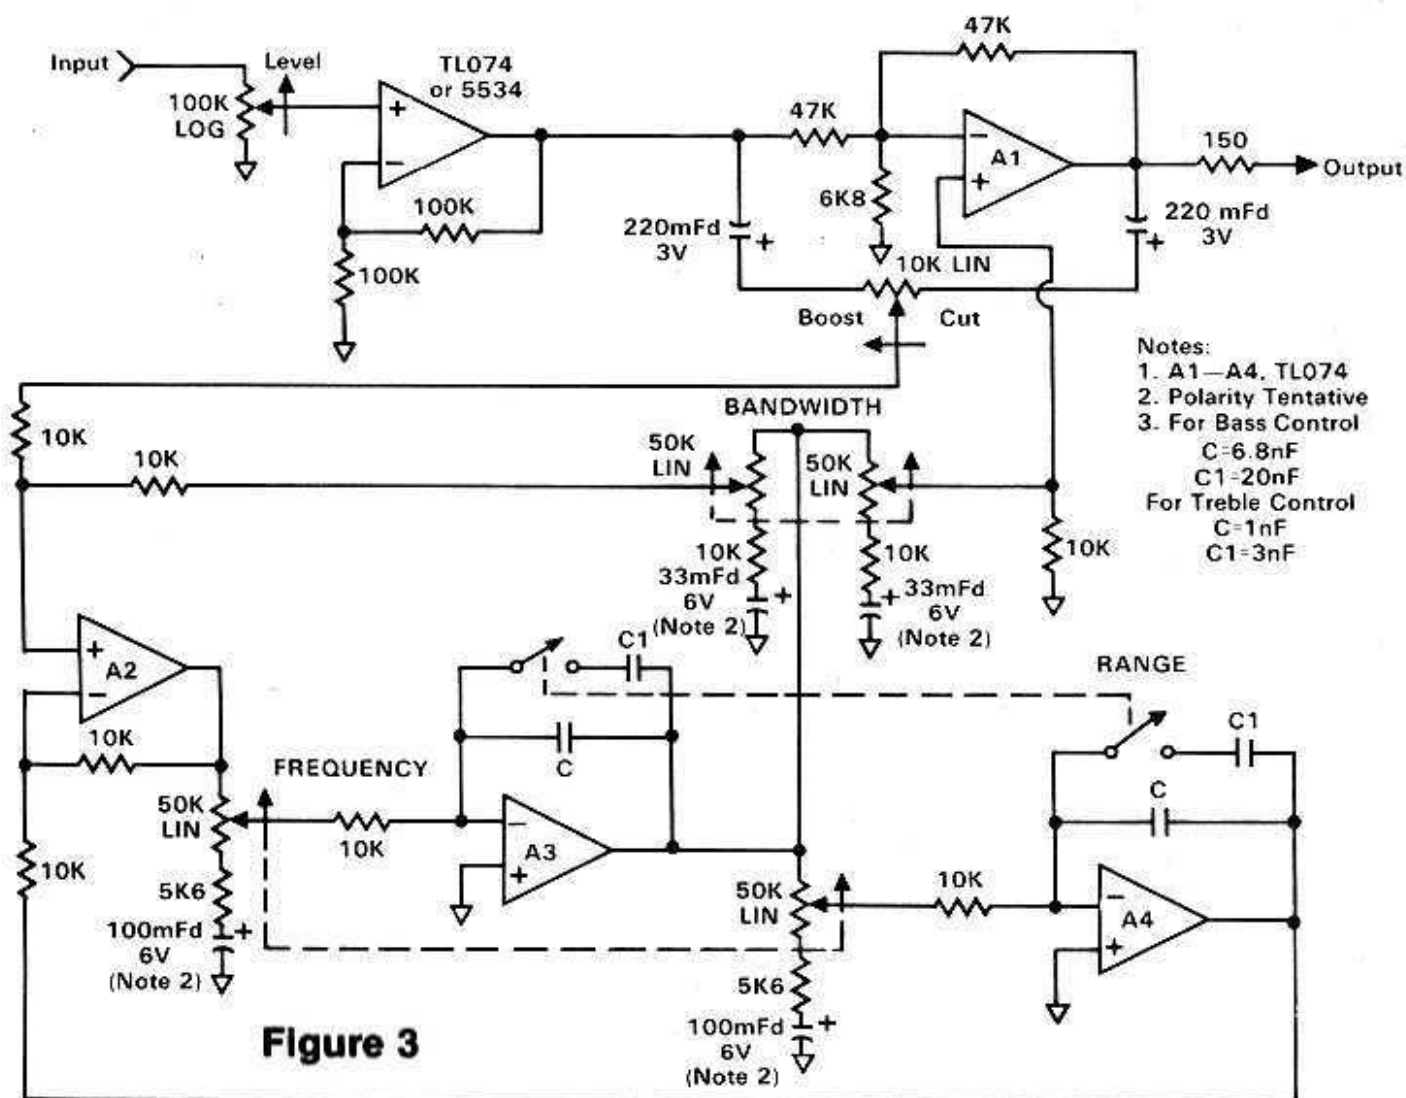 47K
Input
Level
TL074
or 5534
100K
LOG
47K
A1
150
Output
6K8
100K
220mFd
3V
220 mFd
3V
100K
10K LIN
Boost
Cut
Notes:
1. A1—A4, TL074
2. Polarity Tentative
3. For Bass Control
C=6.8nF
C1=20nF
For Treble Control
C=1nF
C1=3nF
BANDWIDTH
10K
10K
50K
LIN
50K
LIN
10K
10K
10K
33mFd
6V
(Note 2)
33mFd
6V
(Note 2)
C1
RANGE
A2
C1
10K
C
C
FREQUENCY
50K
LIN
10K
A3
10K
5K6
100mFd
6V
(Note 2)
50K
LIN
10K
A4
5K6
100mFd
6V
(Note 2)
Figure 3
+
−
−
+
+
+
+
+
+
−
−
+
−
+
+
+